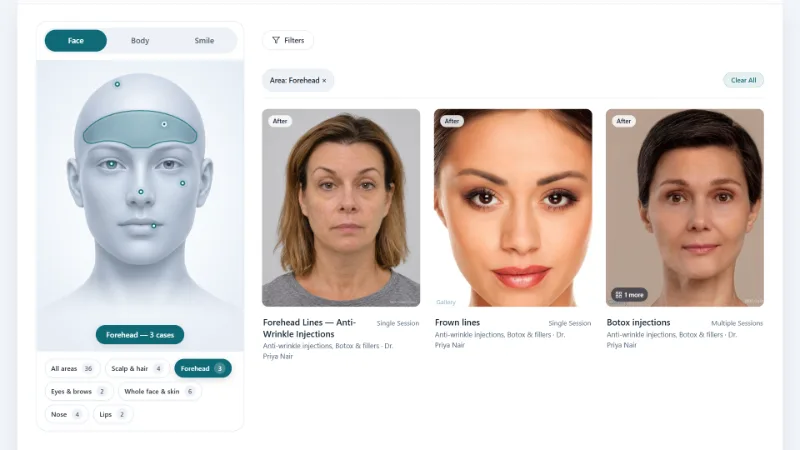 Face
Body
Smile
Forehead — 3 cases
All areas 36
Scalp & hair 4
Forehead 3
Eyes & brows 2
Whole face & skin 6
Nose 4
Lips 2
Filters
Area: Forehead ×
Clear All
After
Forehead Lines — Anti-
Wrinkle Injections
Single Session
Anti-wrinkle injections, Botox & fillers · Dr.
Priya Nair
After
Gallery
Frown lines
Single Session
Anti-wrinkle injections, Botox & fillers · Dr.
Priya Nair
After
1 more
Botox injections
Multiple Sessions
Anti-wrinkle injections, Botox & fillers · Dr.
Priya Nair